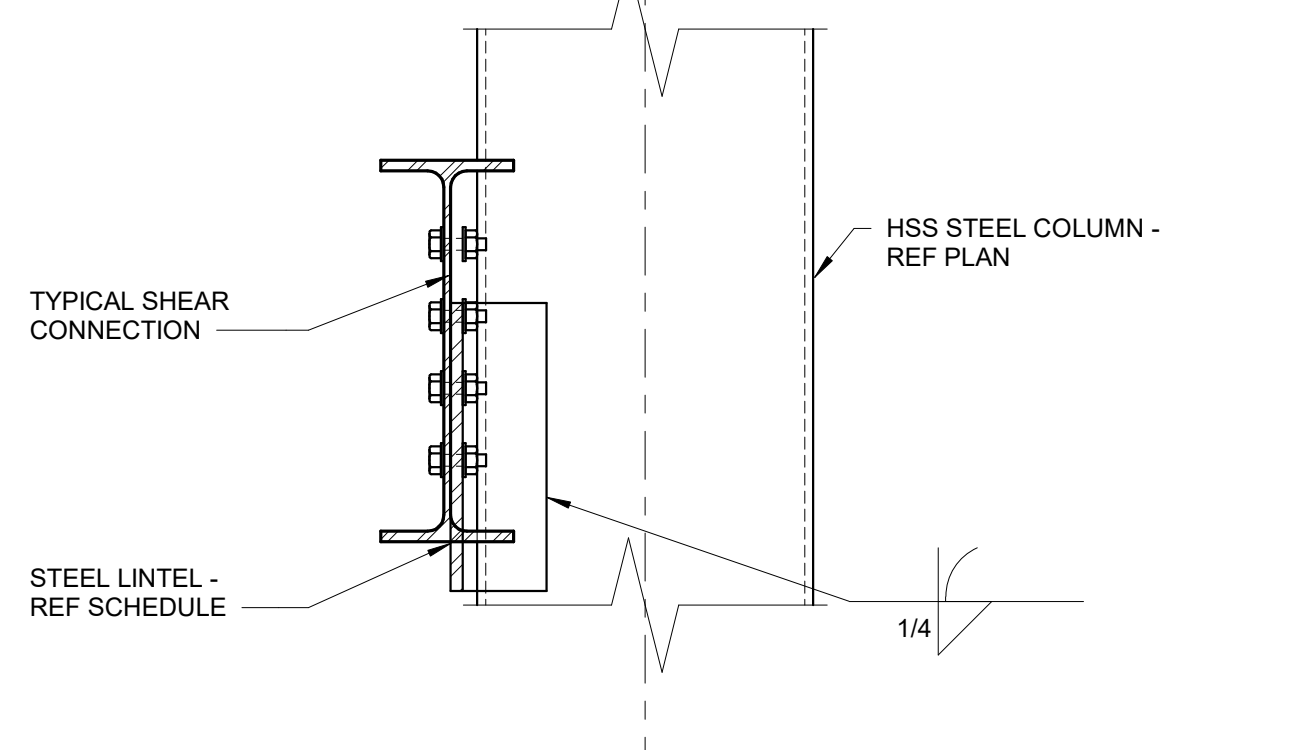 HSS STEEL COLUMN -
REF PLAN
TYPICAL SHEAR
CONNECTION
STEEL LINTEL -
REF SCHEDULE
1/4